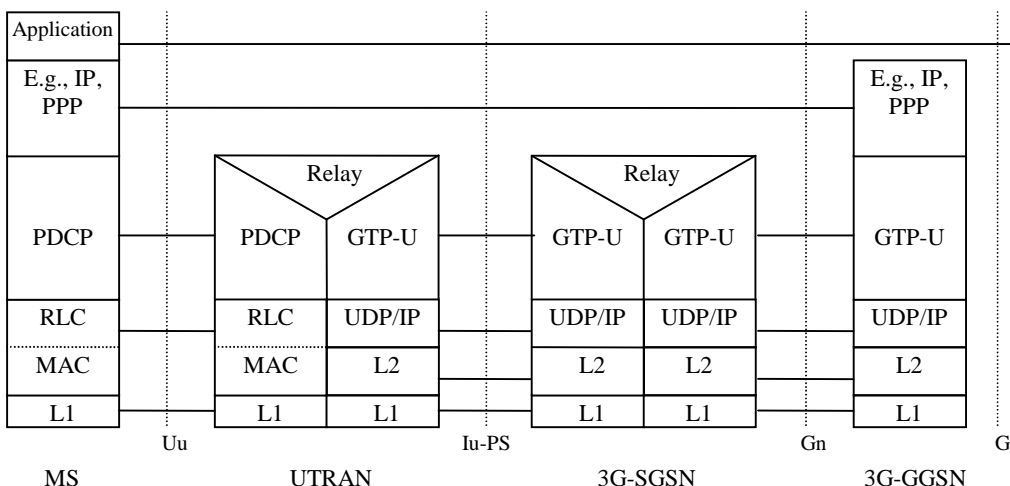 Application
E.g., IP,
PPP
E.g., IP,
PPP
Relay
Relay
PDCP
PDCP
GTP-U
GTP-U
GTP-U
GTP-U
RLC
RLC
UDP/IP
UDP/IP
UDP/IP
UDP/IP
MAC
MAC
L2
L2
L2
L2
L1
L1
L1
L1
L1
L1
Uu
Iu-PS
Gn
G
MS
UTRAN
3G-SGSN
3G-GGSN